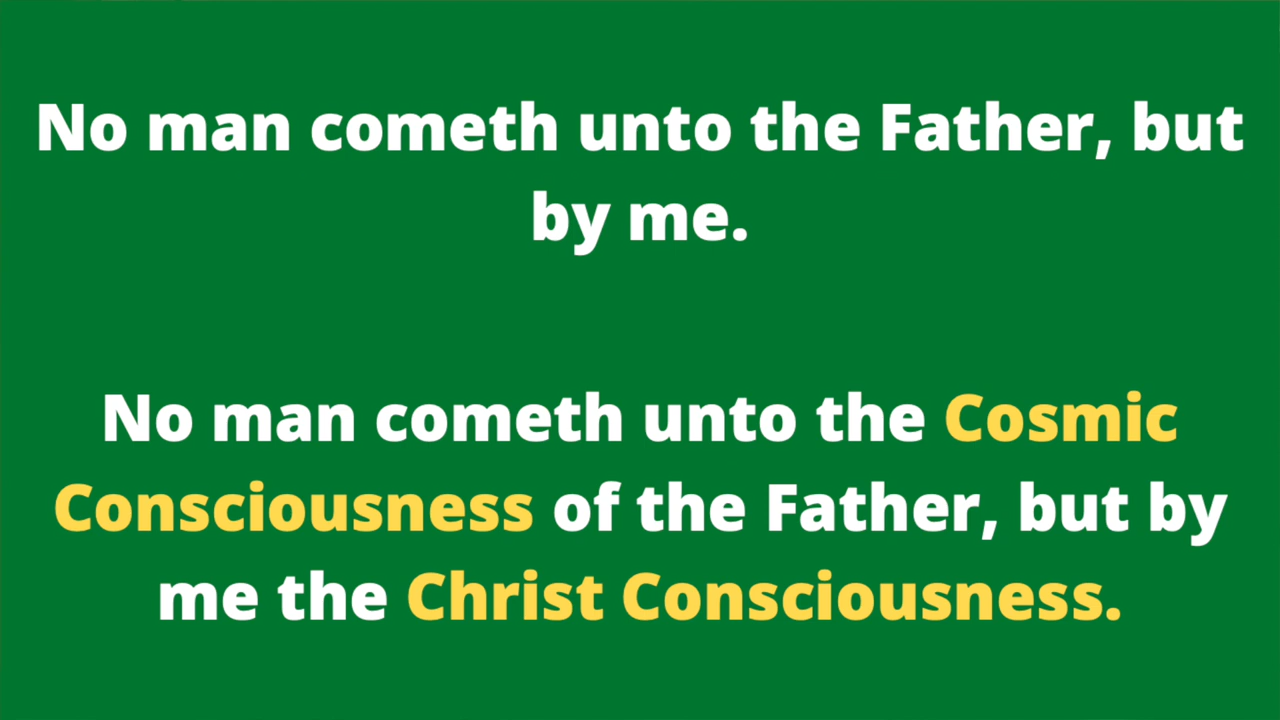 No man cometh unto the Father, but
by me.
No man cometh unto the Cosmic
Consciousness of the Father, but by
me the Christ Consciousness.